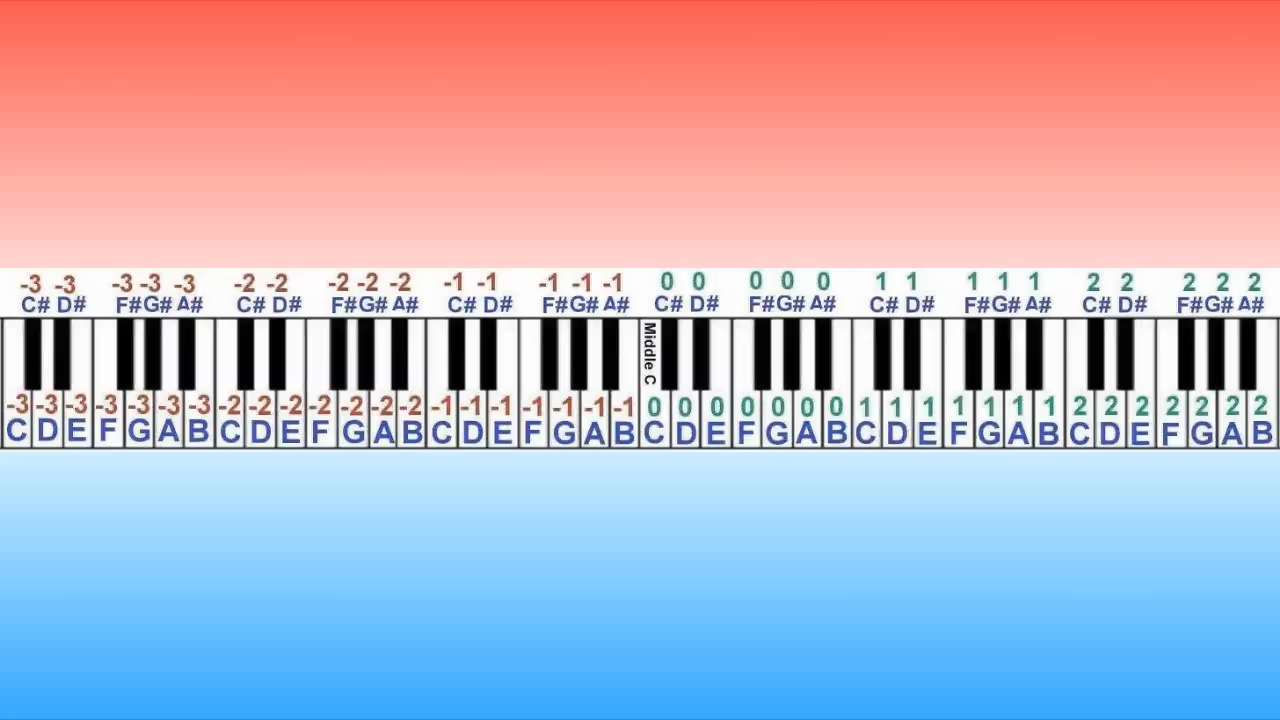 -3 -3 -3 -3 -3 -2 -2 -2 -2 -2 -1 -1 -1 -1 -1 0 0 0 0 0 1 1 1 1 1 2 2 2 2 2
C# D# F# G# A# C# D# F# G# A# C# D# F# G# A# C# D# F# G# A# C# D# F# G# A# C# D# F# G# A#
Middle C
-3 -3 -3 -3 -3 -3 -3 -2 -2 -2 -2 -2 -2 -2 -1 -1 -1 -1 -1 -1 -1 0 0 0 0 0 0 0 1 1 1 1 1 1 1 2 2 2 2 2 2 2
C D E F G A B C D E F G A B C D E F G A B C D E F G A B C D E F G A B C D E F G A B